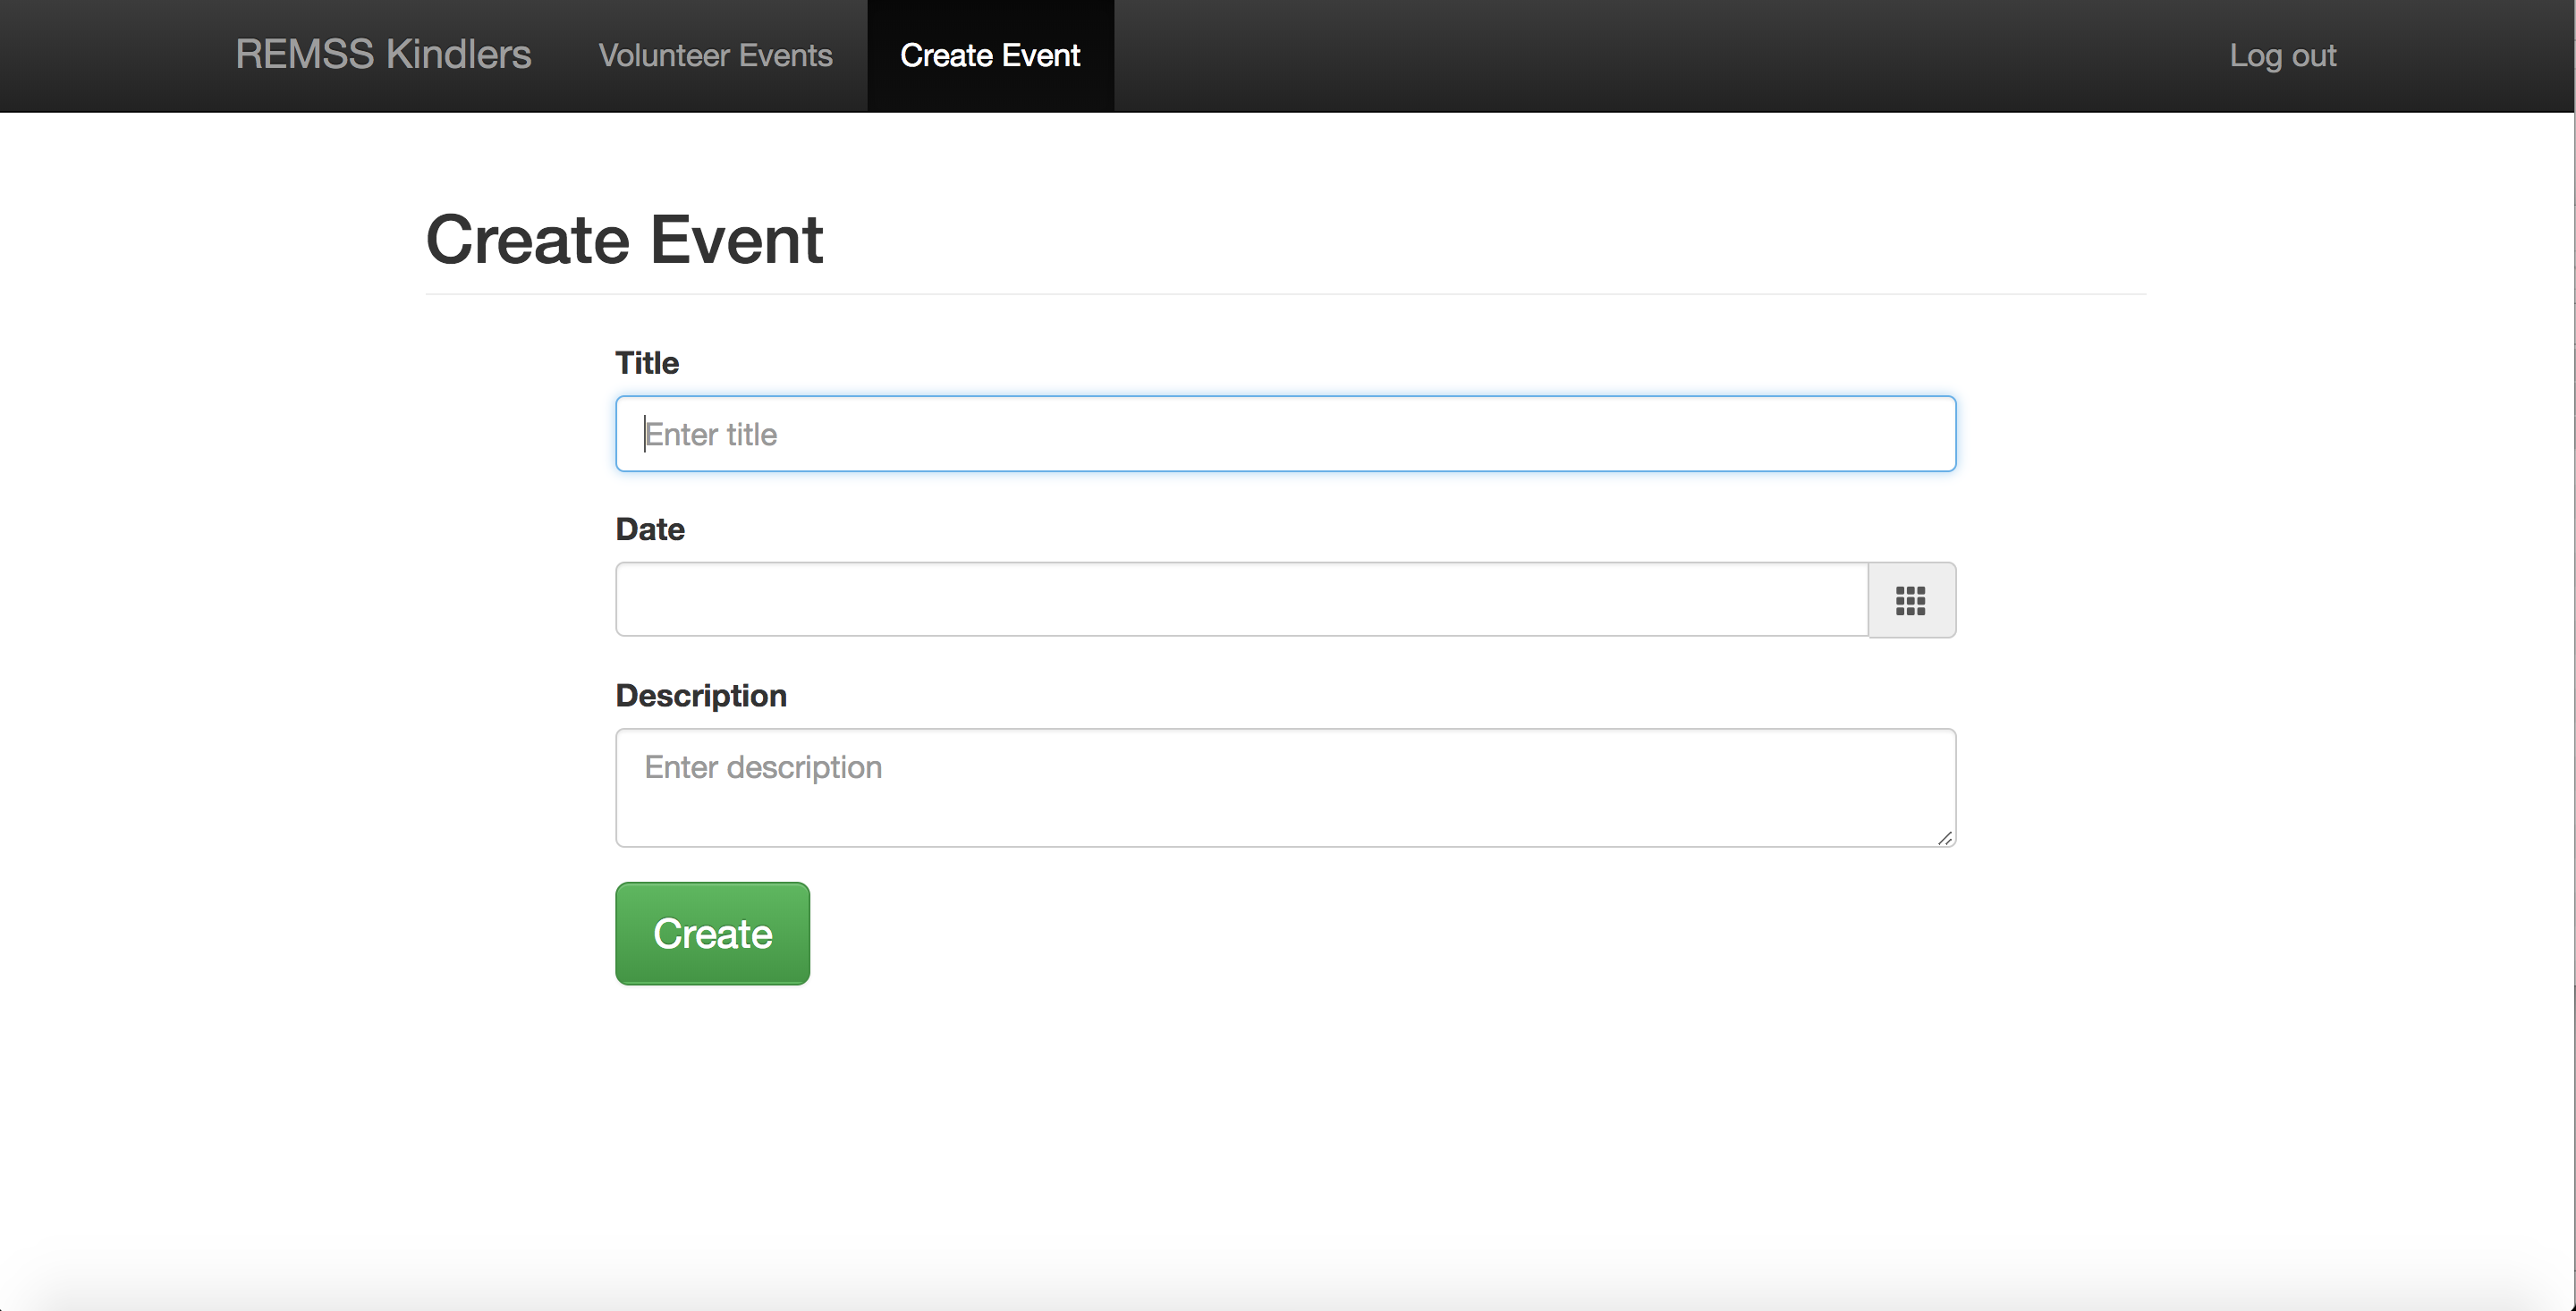 REMSS Kindlers Volunteer Events Create Event Log out
Create Event
Title
Enter title
Date
Description
Enter description
Create